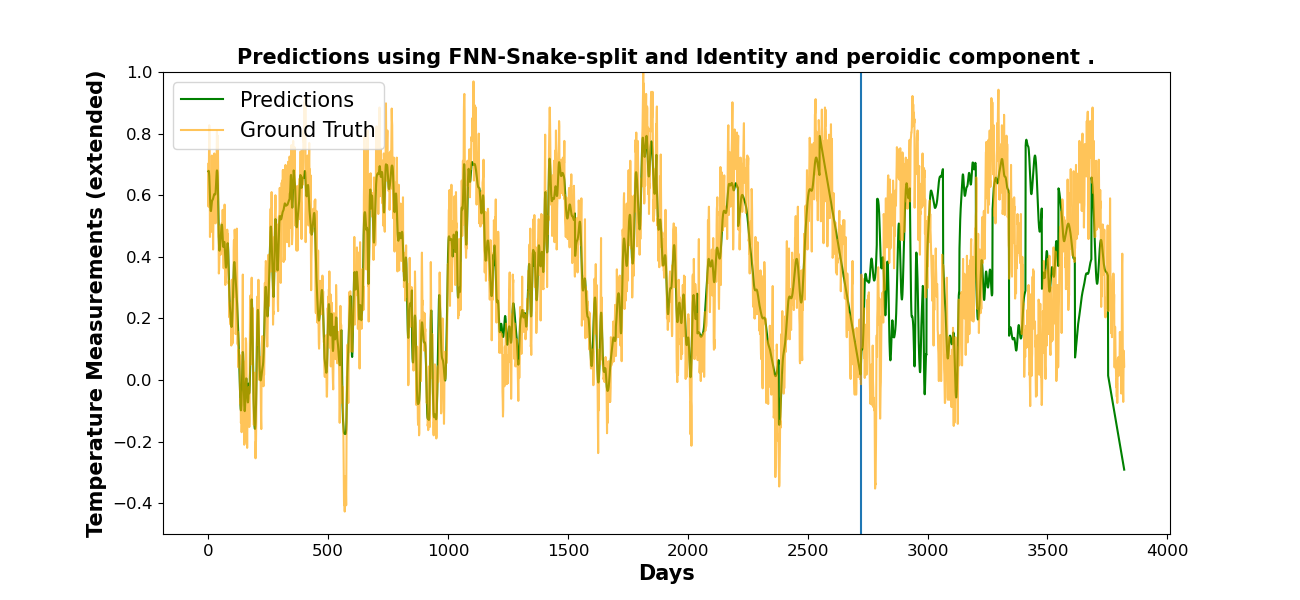 Predictions using FNN-Snake-split and Identity and peroidic component .
Temperature Measurements (extended)
1.0
0.8
0.6
0.4
0.2
0.0
−0.2
−0.4
Predictions
Ground Truth
0 500 1000 1500 2000 2500 3000 3500 4000
Days